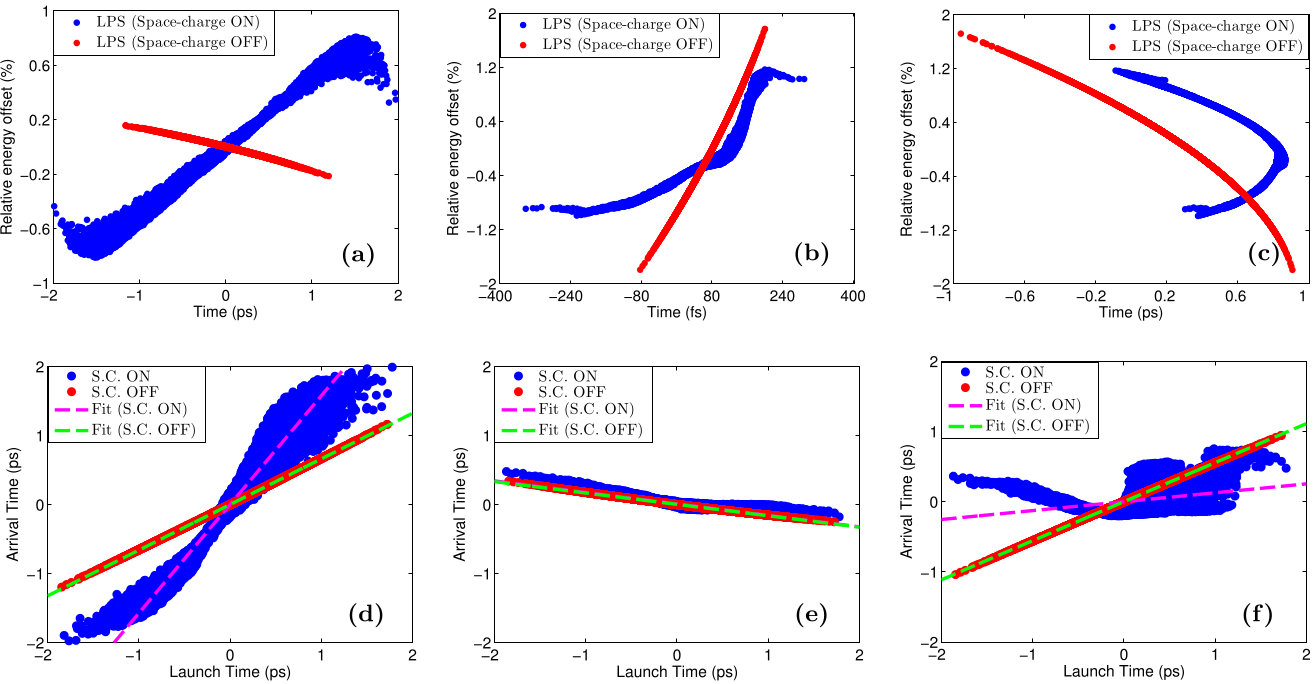 LPS (Space-charge ON)
LPS (Space-charge OFF)
Relative energy offset (%)
1
0.6
0.2
−0.2
−0.6
−1
−2
−1
0
1
2
Time (ps)
(a)
LPS (Space-charge ON)
LPS (Space-charge OFF)
Relative energy offset (%)
2
1.2
0.4
−0.4
−1.2
−2
−400
−240
−80
80
240
400
Time (fs)
(b)
LPS (Space-charge ON)
LPS (Space-charge OFF)
Relative energy offset (%)
2
1.2
0.4
−0.4
−1.2
−2
−1
−0.6
−0.2
0.2
0.6
1
Time (ps)
(c)
S.C. ON
S.C. OFF
Fit (S.C. ON)
Fit (S.C. OFF)
Arrival Time (ps)
2
1
0
−1
−2
−2
−1
0
1
2
Launch Time (ps)
(d)
S.C. ON
S.C. OFF
Fit (S.C. ON)
Fit (S.C. OFF)
Arrival Time (ps)
2
1
0
−1
−2
−2
−1
0
1
2
Launch Time (ps)
(e)
S.C. ON
S.C. OFF
Fit (S.C. ON)
Fit (S.C. OFF)
Arrival Time (ps)
2
1
0
−1
−2
−2
−1
0
1
2
Launch Time (ps)
(f)